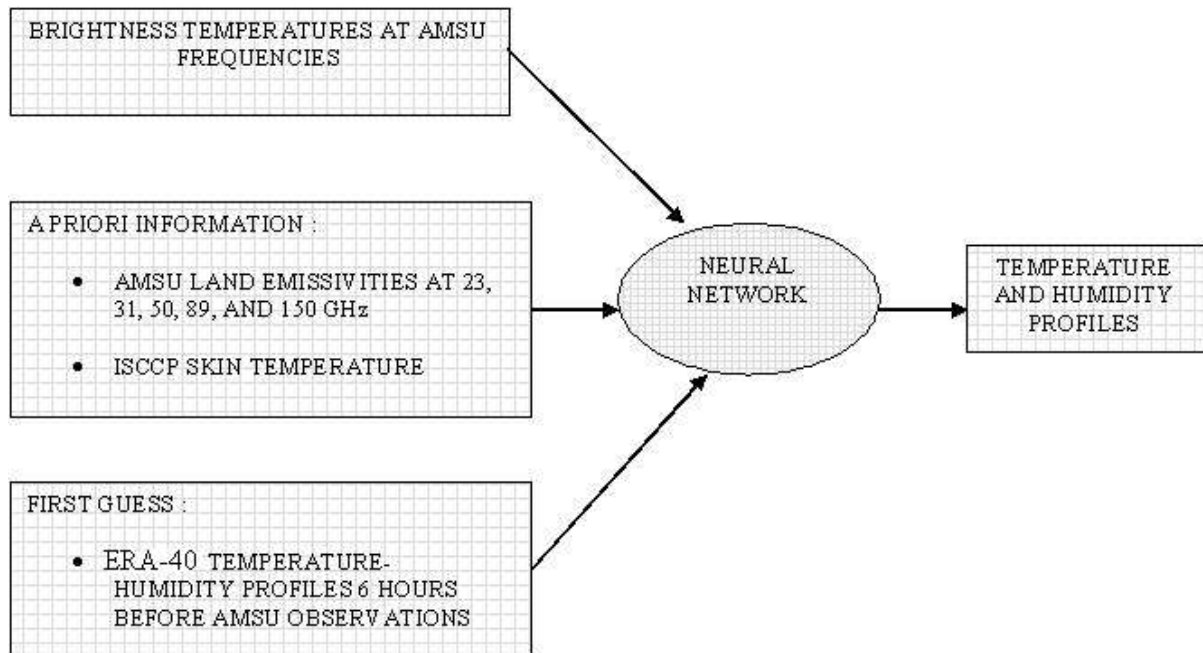 BRIGHTNESS TEMPERATURES AT AMSU
FREQUENCIES
A PRIORI INFORMATION :
• AMSU LAND EMISSIVITIES AT 23,
31, 50, 89, AND 150 GHz
• ISCCP SKIN TEMPERATURE
FIRST GUESS :
• ERA-40 TEMPERATURE-
HUMIDITY PROFILES 6 HOURS
BEFORE AMSU OBSERVATIONS
NEURAL
NETWORK
TEMPERATURE
AND HUMIDITY
PROFILES